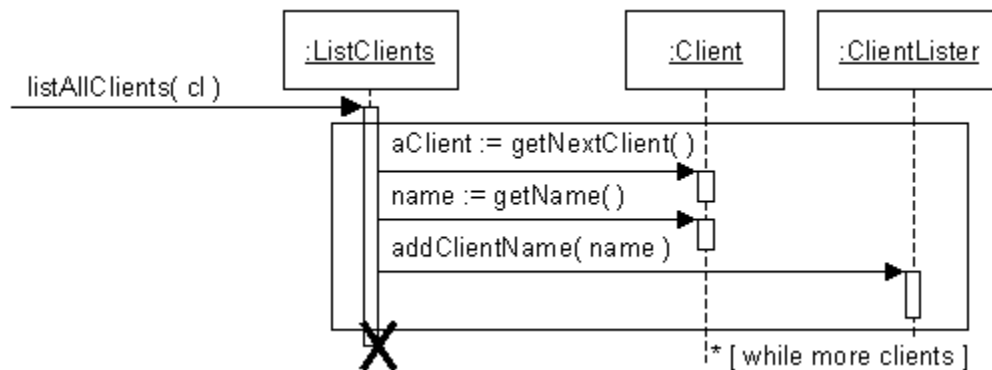 :ListClients
:Client
:ClientLister
listAllClients( cl )
aClient := getNextClient( )
name := getName( )
addClientName( name )
* [ while more clients ]